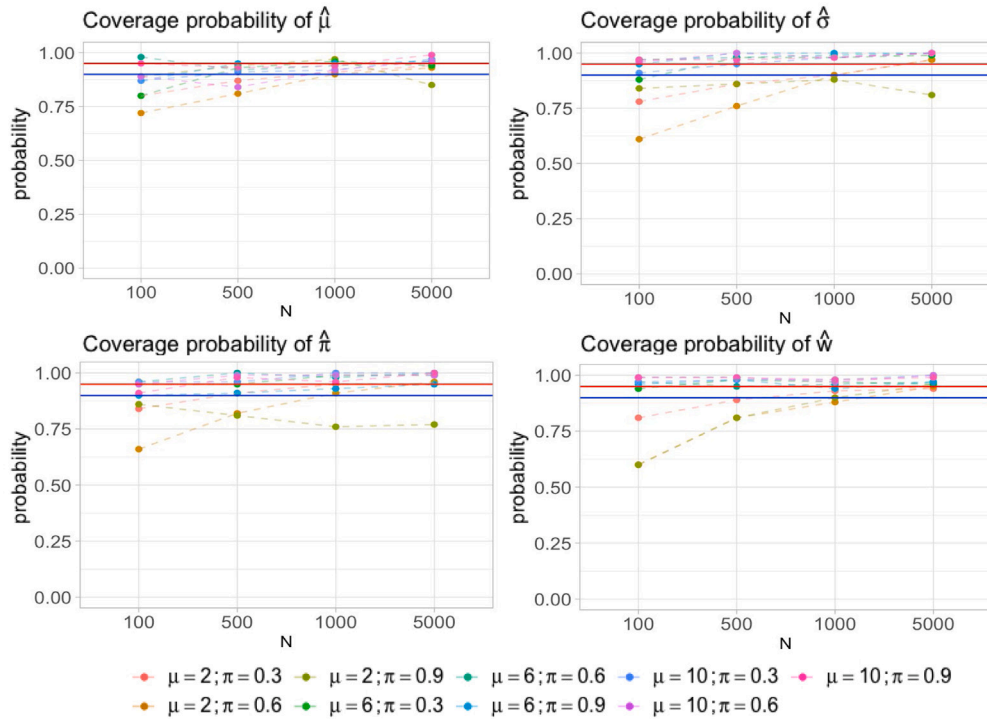 Coverage probability of μ̂
Coverage probability of σ̂
probability
1.00
0.75
0.50
0.25
0.00
100 500 1000 5000
N
probability
1.00
0.75
0.50
0.25
0.00
100 500 1000 5000
N
Coverage probability of π̂
Coverage probability of ŵ
probability
1.00
0.75
0.50
0.25
0.00
100 500 1000 5000
N
probability
1.00
0.75
0.50
0.25
0.00
100 500 1000 5000
N
μ = 2 ; π = 0.3 μ = 2 ; π = 0.9 μ = 6 ; π = 0.6 μ = 10 ; π = 0.3 μ = 10 ; π = 0.9
μ = 2 ; π = 0.6 μ = 6 ; π = 0.3 μ = 6 ; π = 0.9 μ = 10 ; π = 0.6